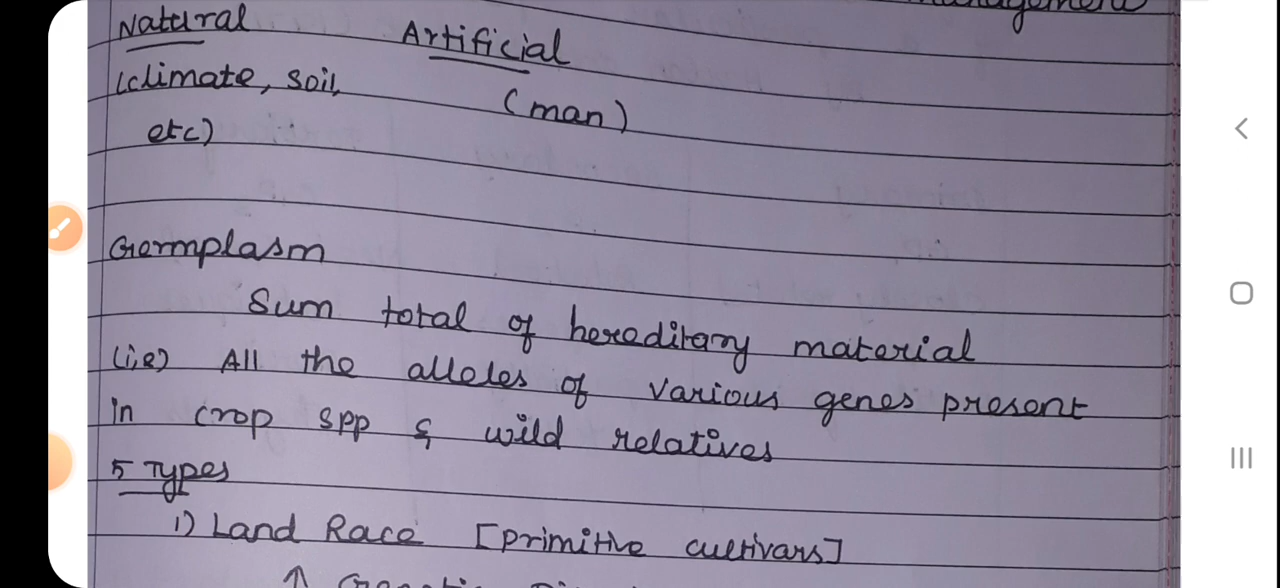 management
Natural Artificial
(climate, soil, (man)
etc)
Germplasm
Sum total of hereditary material
(i,e) All the alleles of various genes present
in crop spp & wild relatives
5 Types
1) Land Race [primitive cultivars]
↑